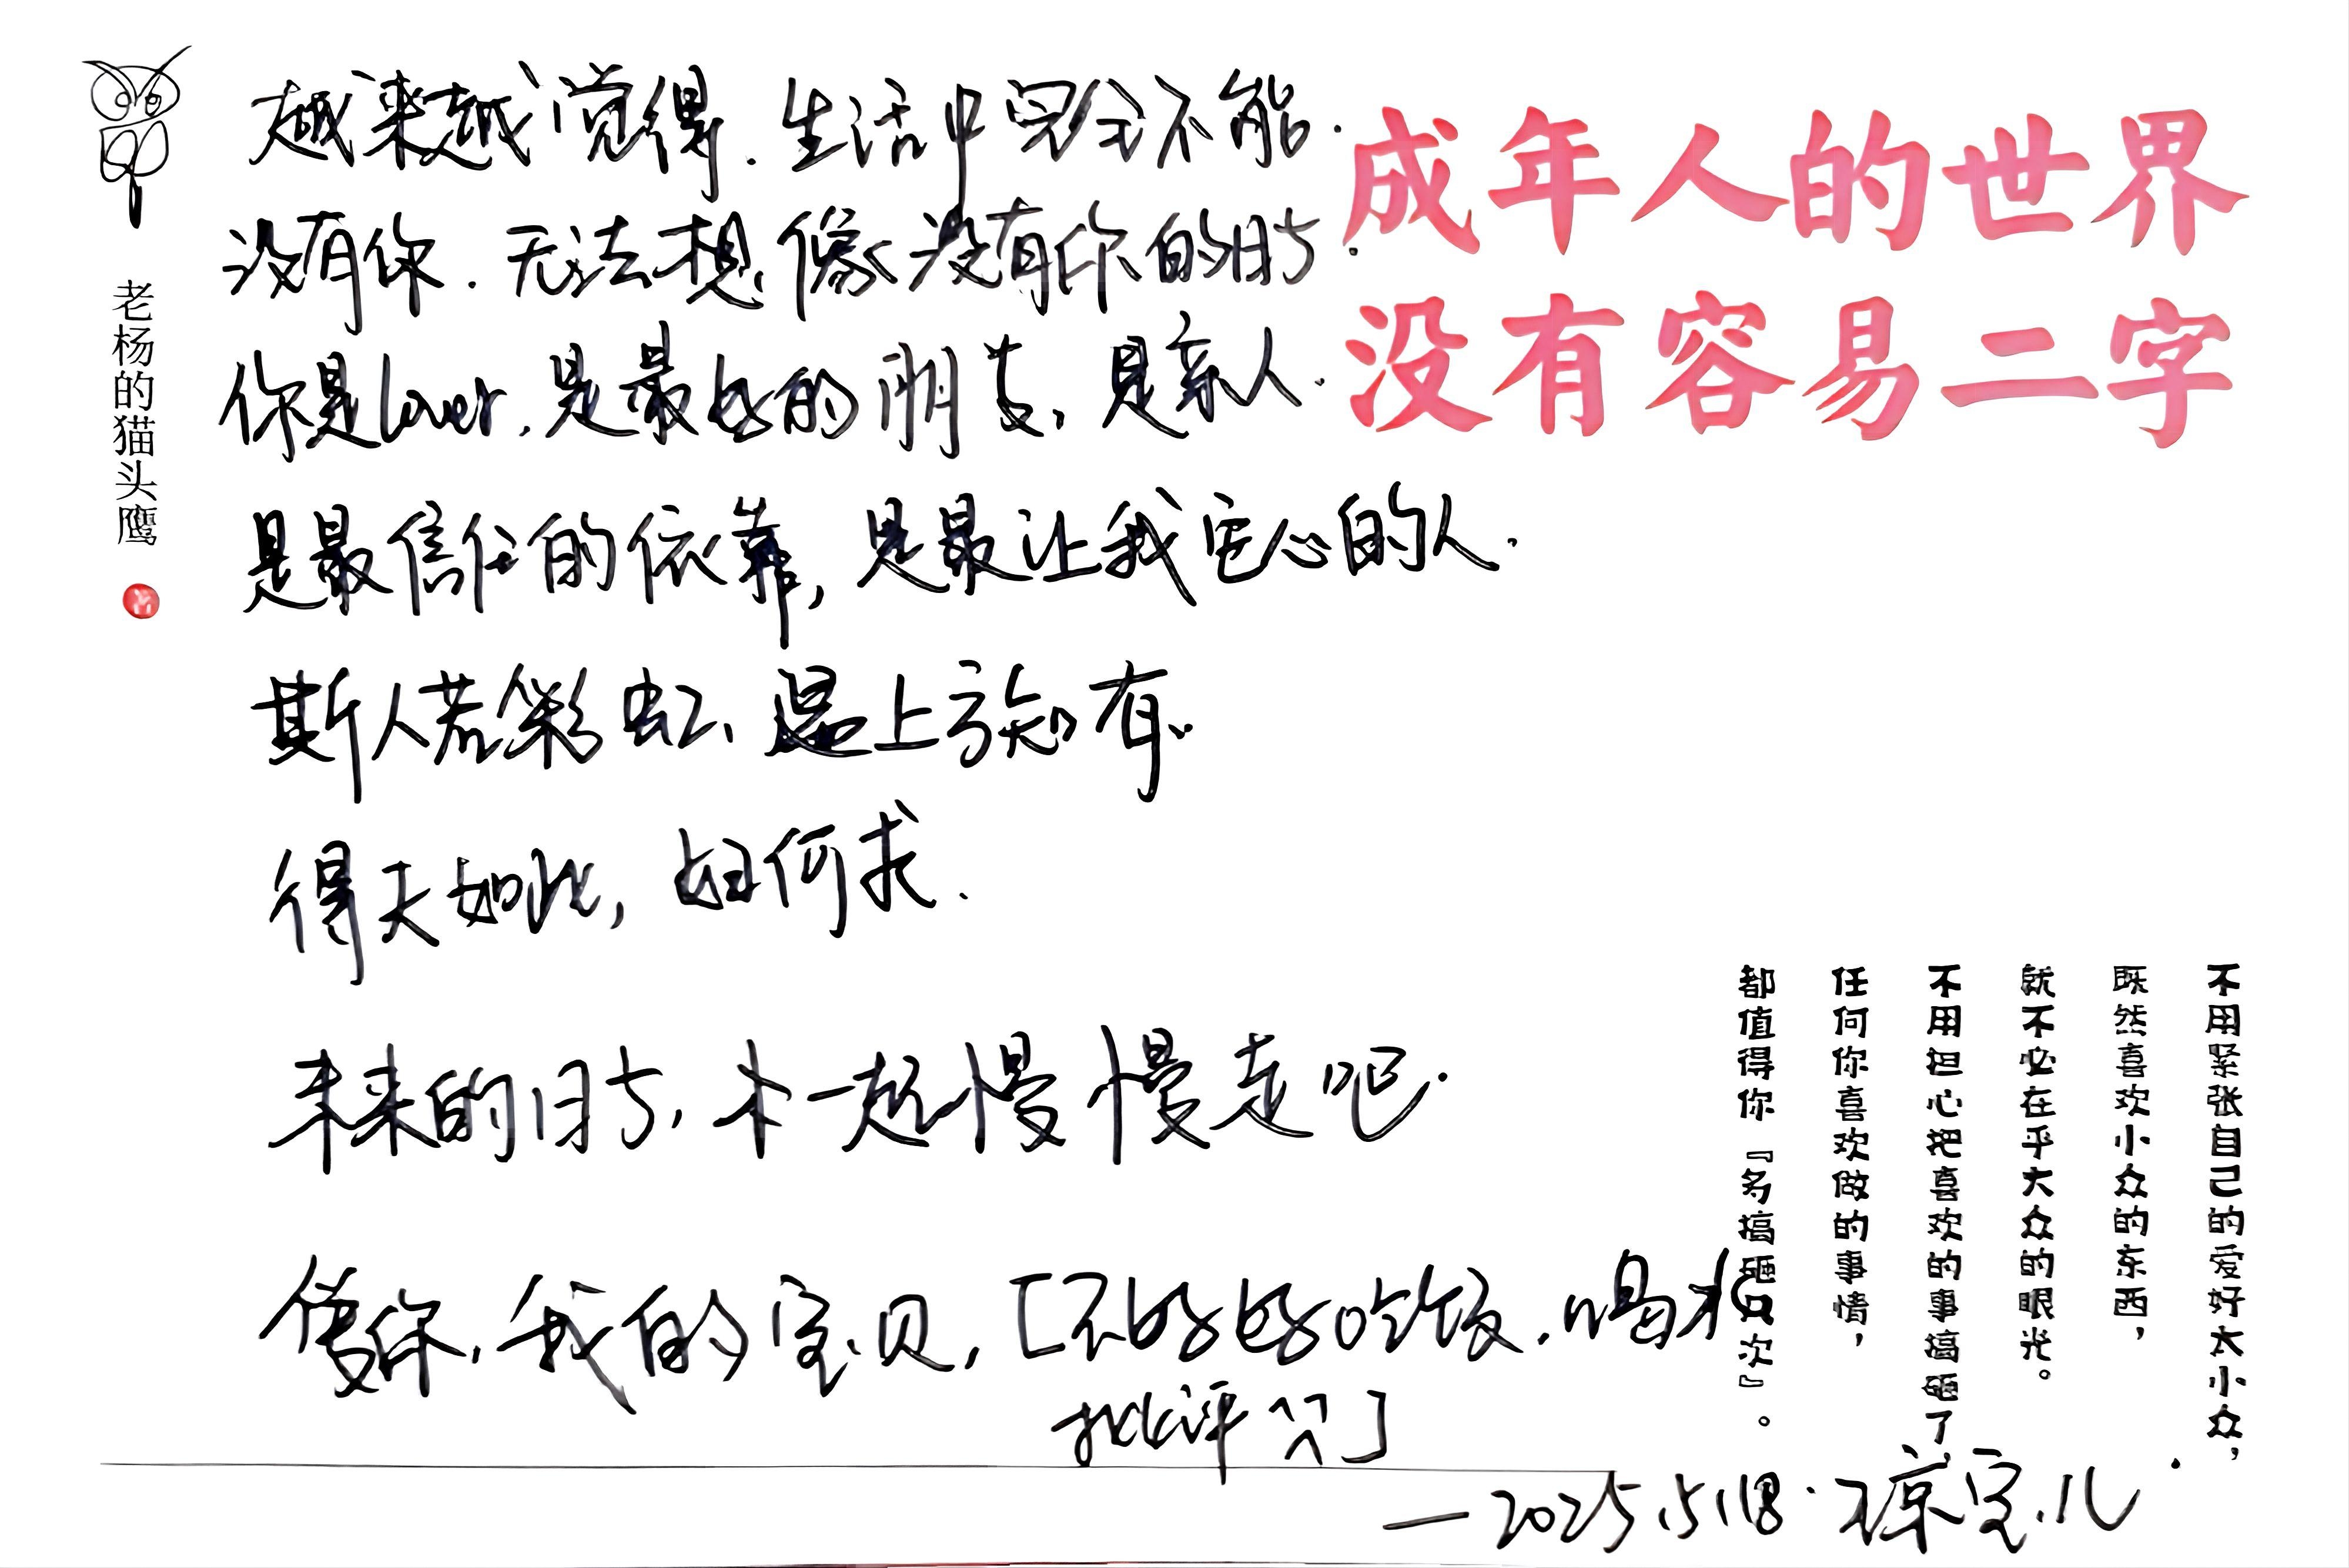 越来越觉得.生活中完全不能.
没有你.无法想像没有你的日子.
你是lover.是最好的朋友,是家人.
是最信任的依靠,是最让我安心的人.
斯人若彩虹,遇上方知有.
得夫如此,如何求.
未来的日子,一起慢慢走吧.
爱你.我的宝贝,[不好好吃饭.喝水
批评]
—2025.5.18.
成年人的世界
没有容易二字
老杨的猫头鹰
不用紧张自己的爱好太小众,
既然喜欢小众的东西,
就不必在乎大众的眼光。
不用担心把喜欢的事搞砸了
任何你喜欢做的事情,
都值得你『多搞砸几次』。